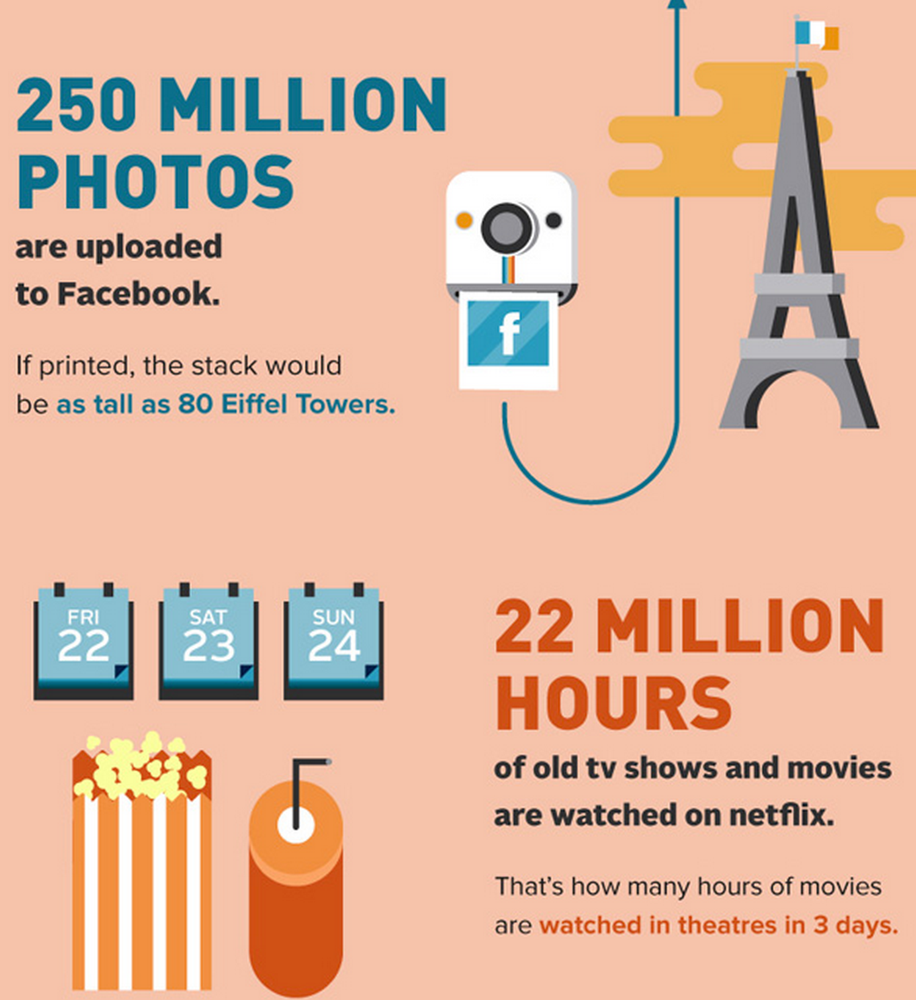 250 MILLION
PHOTOS
are uploaded
to Facebook.
If printed, the stack would
be as tall as 80 Eiffel Towers.
f
FRI
22
SAT
23
SUN
24
22 MILLION
HOURS
of old tv shows and movies
are watched on netflix.
That's how many hours of movies
are watched in theatres in 3 days.